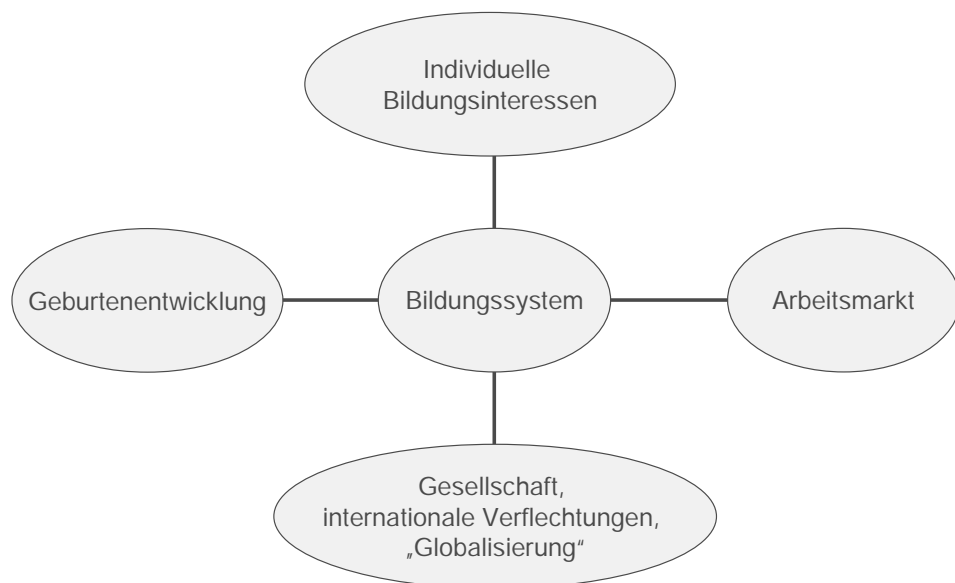 Individuelle
Bildungsinteressen
Geburtenentwicklung
Bildungssystem
Arbeitsmarkt
Gesellschaft,
internationale Verflechtungen,
„Globalisierung“